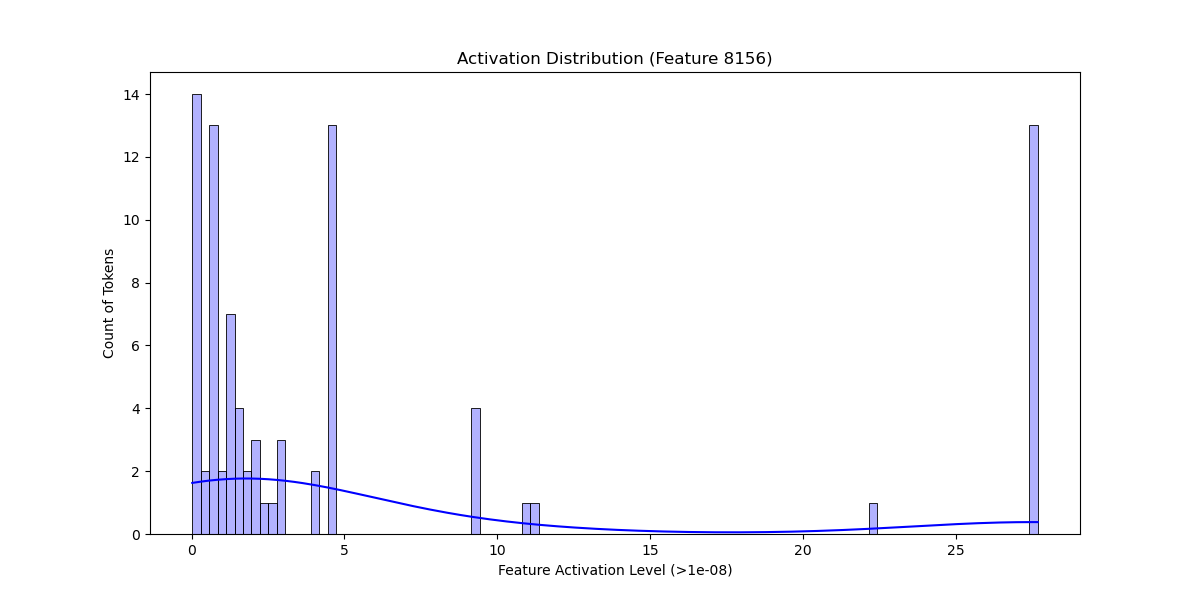 Activation Distribution (Feature 8156)
Count of Tokens
14
12
10
8
6
4
2
0
0 5 10 15 20 25
Feature Activation Level (>1e-08)